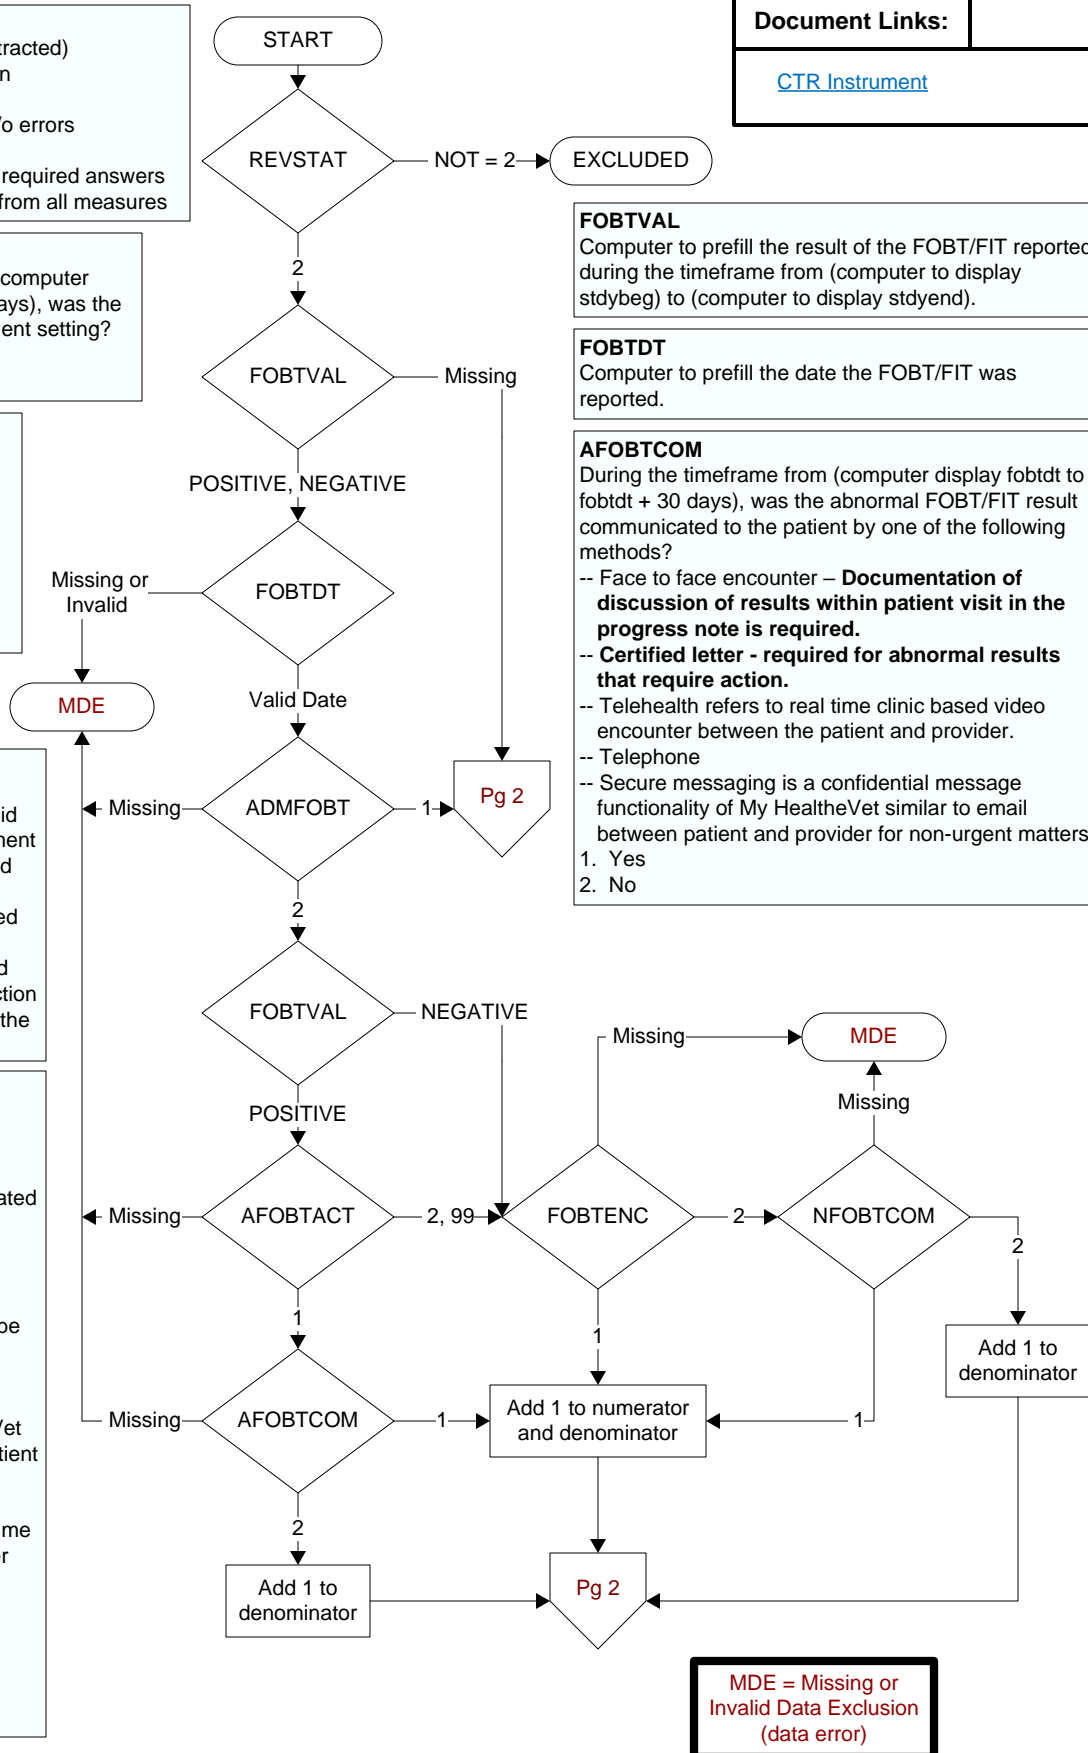 tracted)
n
o errors
required answers
from all measures
computer
ays), was the
ent setting?
id
ment
d
ed
d
ction
the
ated
be
Vet
tient
me
er
START
REVSTAT
NOT = 2
EXCLUDED
2
FOBTVAL
Missing
POSITIVE, NEGATIVE
FOBTDT
Missing or
Invalid
MDE
Valid Date
ADMFOBT
Missing
1
Pg 2
2
FOBTVAL
NEGATIVE
POSITIVE
AFOBTACT
Missing
2, 99
FOBTENC
Missing
MDE
2
NFOBTCOM
Missing
2
1
1
1
Add 1 to
denominator
AFOBTCOM
Missing
1
Add 1 to numerator
and denominator
2
Add 1 to
denominator
Pg 2
MDE = Missing or
Invalid Data Exclusion
(data error)
Document Links:
CTR Instrument
FOBTVAL
Computer to prefill the result of the FOBT/FIT reported
during the timeframe from (computer to display
stdybeg) to (computer to display stdyend).
FOBTDT
Computer to prefill the date the FOBT/FIT was
reported.
AFOBTCOM
During the timeframe from (computer display fobtdt to
fobtdt + 30 days), was the abnormal FOBT/FIT result
communicated to the patient by one of the following
methods?
-- Face to face encounter – Documentation of
discussion of results within patient visit in the
progress note is required.
-- Certified letter - required for abnormal results
that require action.
-- Telehealth refers to real time clinic based video
encounter between the patient and provider.
-- Telephone
-- Secure messaging is a confidential message
functionality of My HealtheVet similar to email
between patient and provider for non-urgent matters
1. Yes
2. No